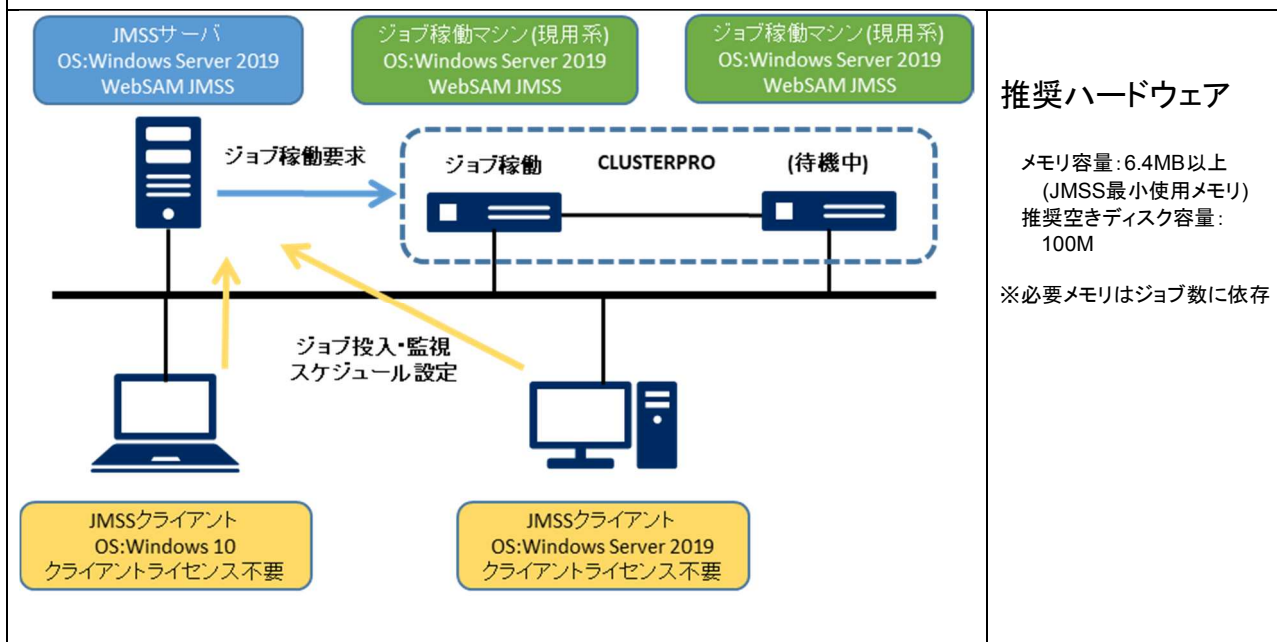 JMSSサーバ
OS:Windows Server 2019
WebSAM JMSS
ジョブ稼働マシン(現用系)
OS:Windows Server 2019
WebSAM JMSS
ジョブ稼働マシン(現用系)
OS:Windows Server 2019
WebSAM JMSS
ジョブ稼働要求
ジョブ稼働
CLUSTERPRO
(待機中)
ジョブ投入・監視
スケジュール設定
JMSSクライアント
OS:Windows 10
クライアントライセンス不要
JMSSクライアント
OS:Windows Server 2019
クライアントライセンス不要
推奨ハードウェア
メモリ容量:6.4MB以上
(JMSS最小使用メモリ)
推奨空きディスク容量:
100M
※必要メモリはジョブ数に依存